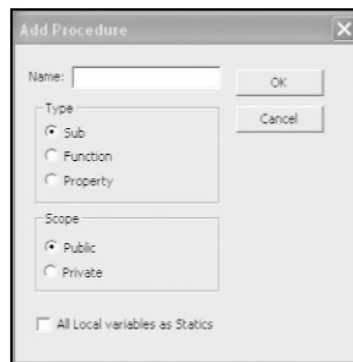 Add Procedure
Name:
OK
Cancel
Type
Sub
Function
Property
Scope
Public
Private
All Local variables as Statics